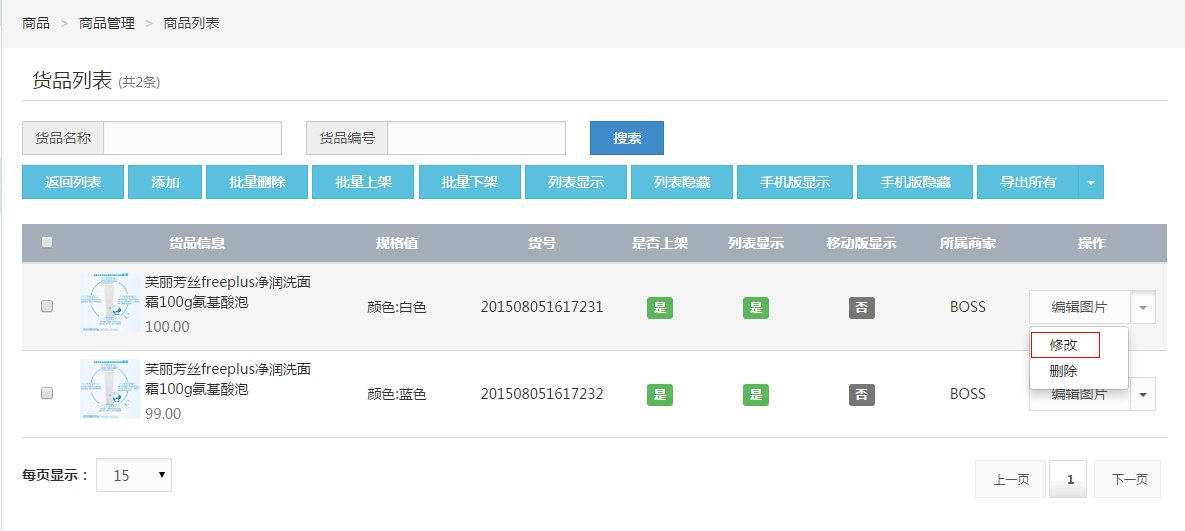 商品 > 商品管理 > 商品列表
货品列表 (共2条)
货品名称 货品编号 搜索
返回列表 添加 批量删除 批量上架 批量下架 列表显示 列表隐藏 手机版显示 手机版隐藏 导出所有
货品信息 规格值 货号 是否上架 列表显示 移动版显示 所属商家 操作
芙丽芳丝freeplus净润洗面
霜100g氨基酸泡
100.00
颜色:白色 201508051617231 是 是 否 BOSS 编辑图片
修改
删除
芙丽芳丝freeplus净润洗面
霜100g氨基酸泡
99.00
颜色:蓝色 201508051617232 是 是 否 BOSS 编辑图片
每页显示： 15 上一页 1 下一页